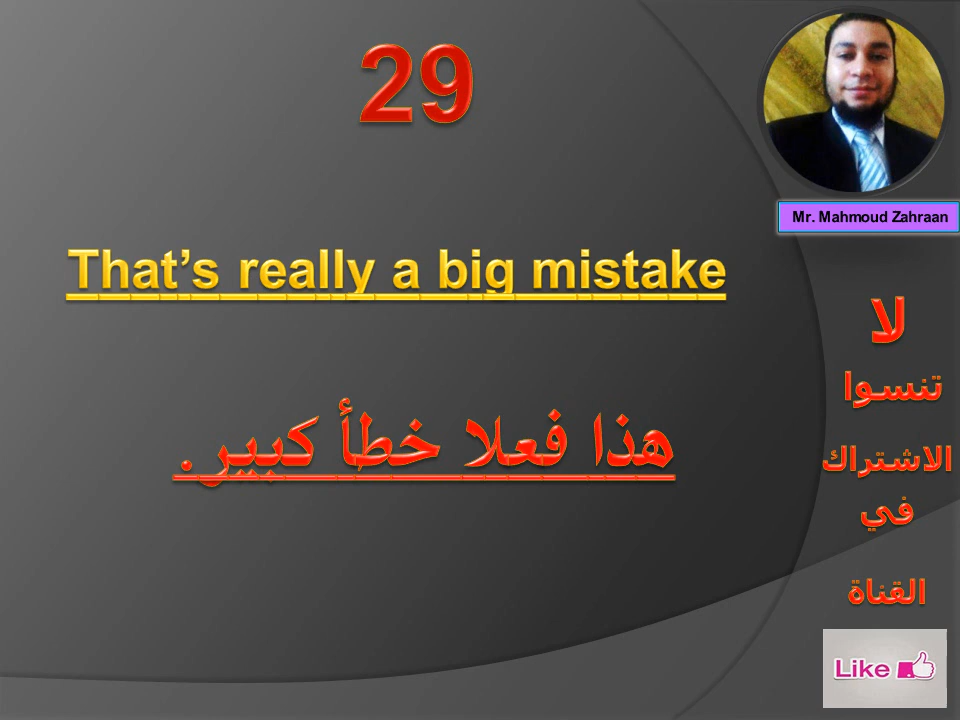 29
Mr. Mahmoud Zahraan
That’s really a big mistake
هذا فعلا خطأ كبير.
لا
تنسوا
الاشتراك
في
القناة
Like